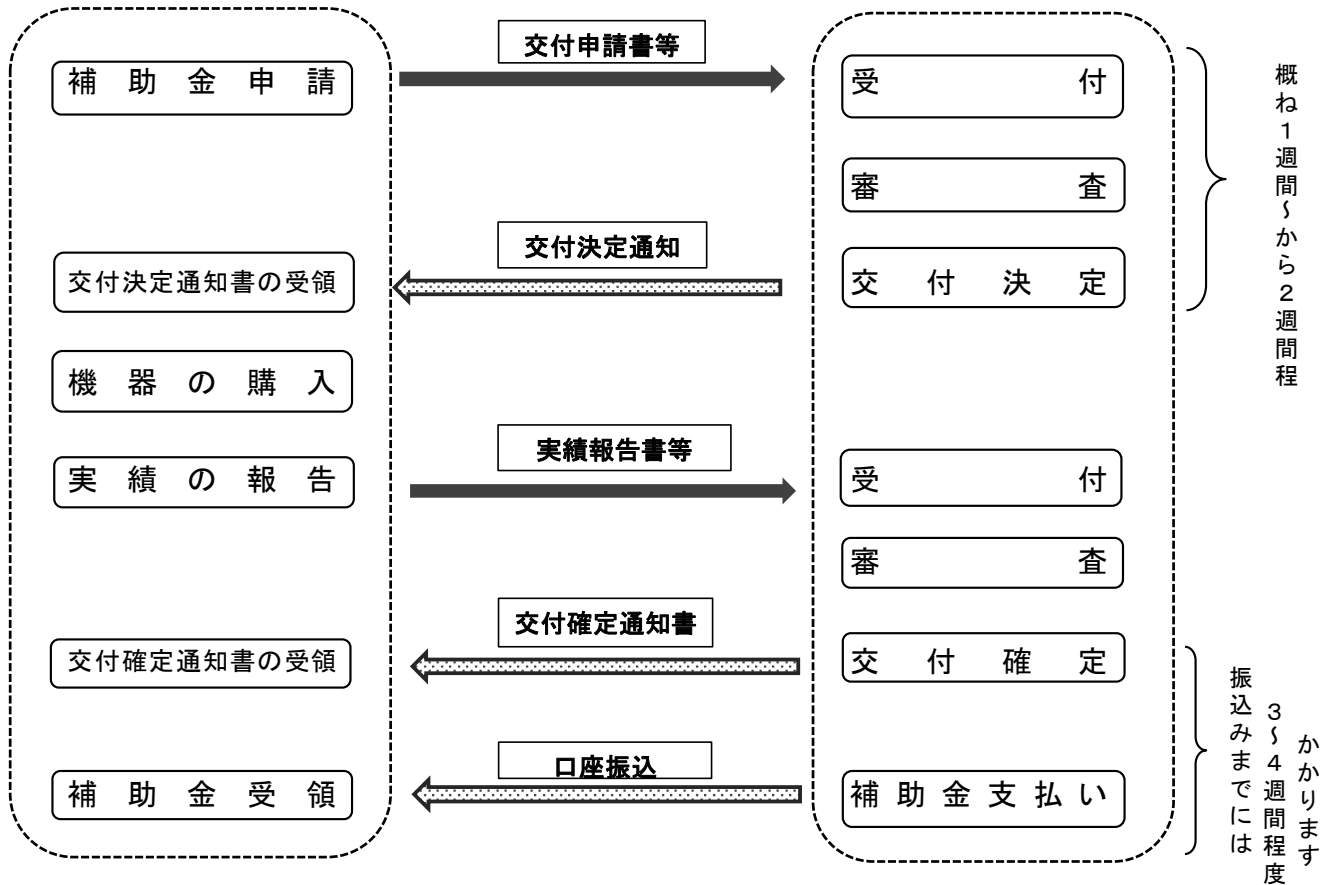 交付申請書等
補助金申請
受付
審査
交付決定通知
交付決定通知書の受領
交付決定
機器の購入
実績報告書等
実績の報告
受付
審査
交付確定通知書
交付確定通知書の受領
交付確定
口座振込
補助金受領
補助金支払い
概ね１週間～から２週間程
振込みまでには
３～４週間程度
かかります